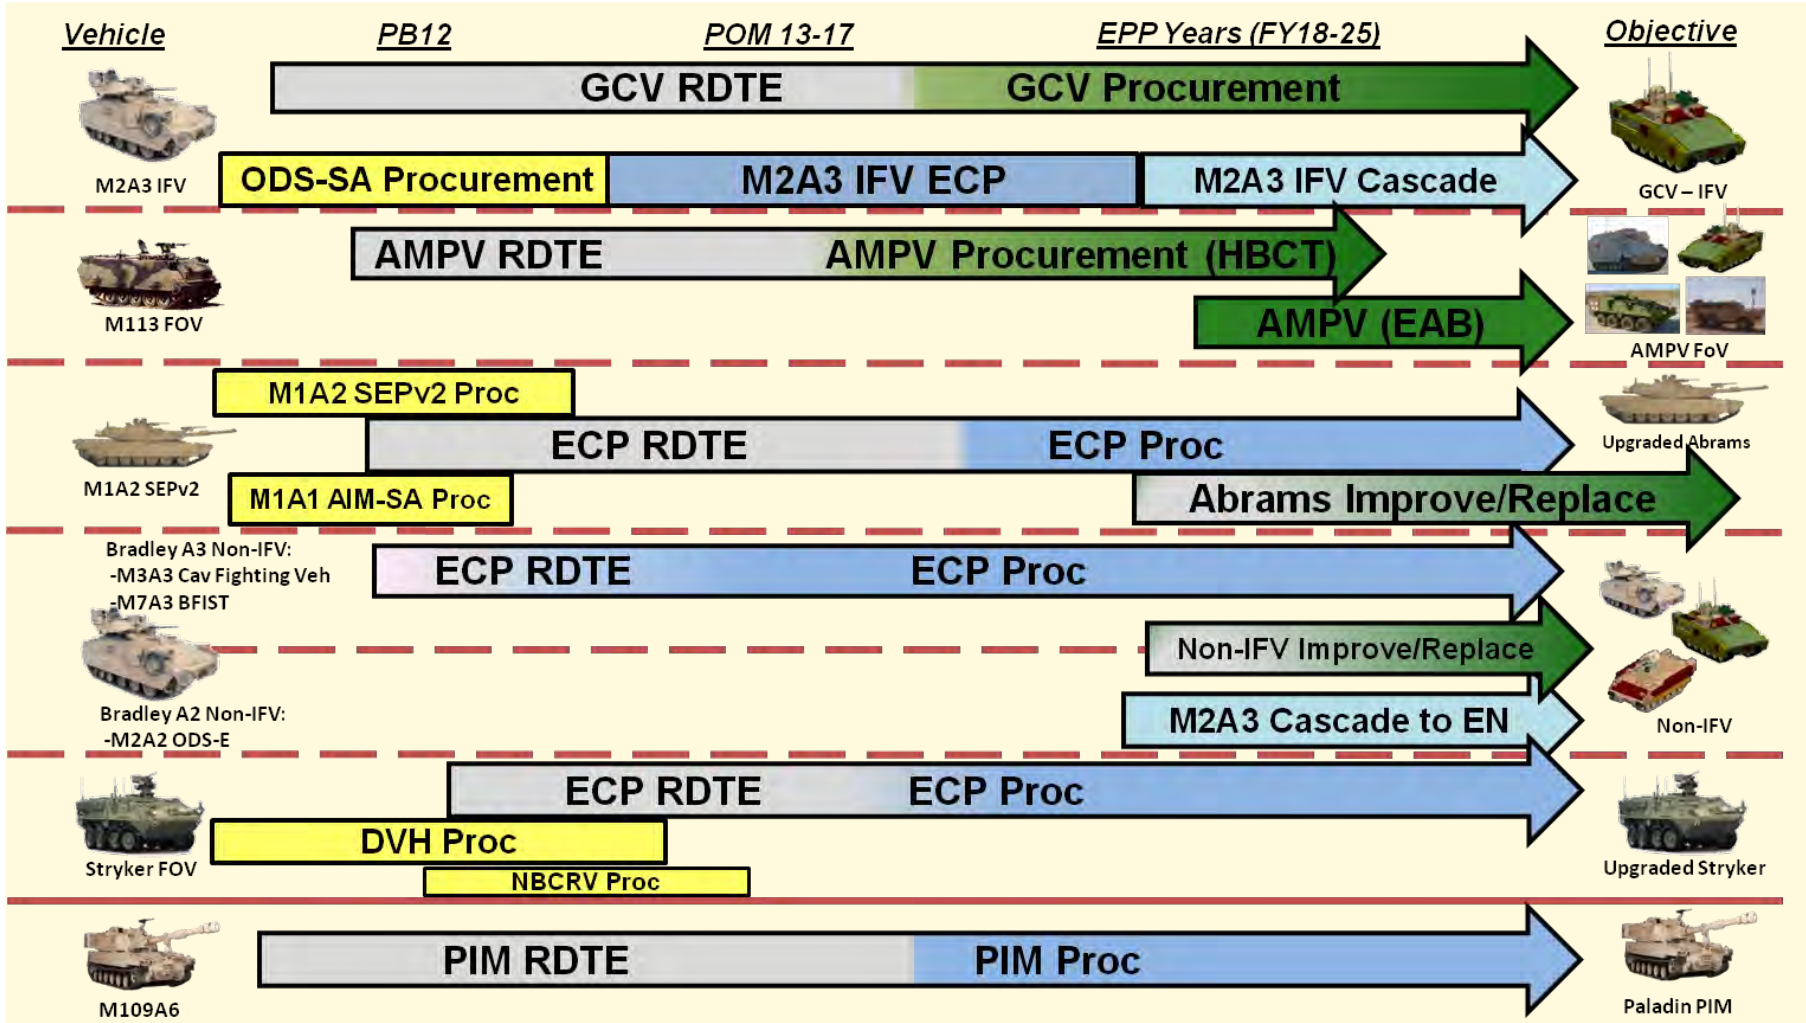 Vehicle PB12 POM 13-17 EPP Years (FY18-25) Objective
GCV RDTE GCV Procurement
M2A3 IFV
ODS-SA Procurement M2A3 IFV ECP M2A3 IFV Cascade
GCV – IFV
AMPV RDTE AMPV Procurement (HBCT)
M113 FOV
AMPV (EAB)
AMPV FoV
M1A2 SEPv2 Proc
ECP RDTE ECP Proc
Upgraded Abrams
M1A2 SEPv2
M1A1 AIM-SA Proc
Abrams Improve/Replace
Bradley A3 Non-IFV:
-M3A3 Cav Fighting Veh
-M7A3 BFIST
ECP RDTE ECP Proc
Non-IFV Improve/Replace
Bradley A2 Non-IFV:
-M2A2 ODS-E
M2A3 Cascade to EN
Non-IFV
ECP RDTE ECP Proc
DVH Proc
Stryker FOV
Upgraded Stryker
NBCRV Proc
PIM RDTE PIM Proc
M109A6
Paladin PIM